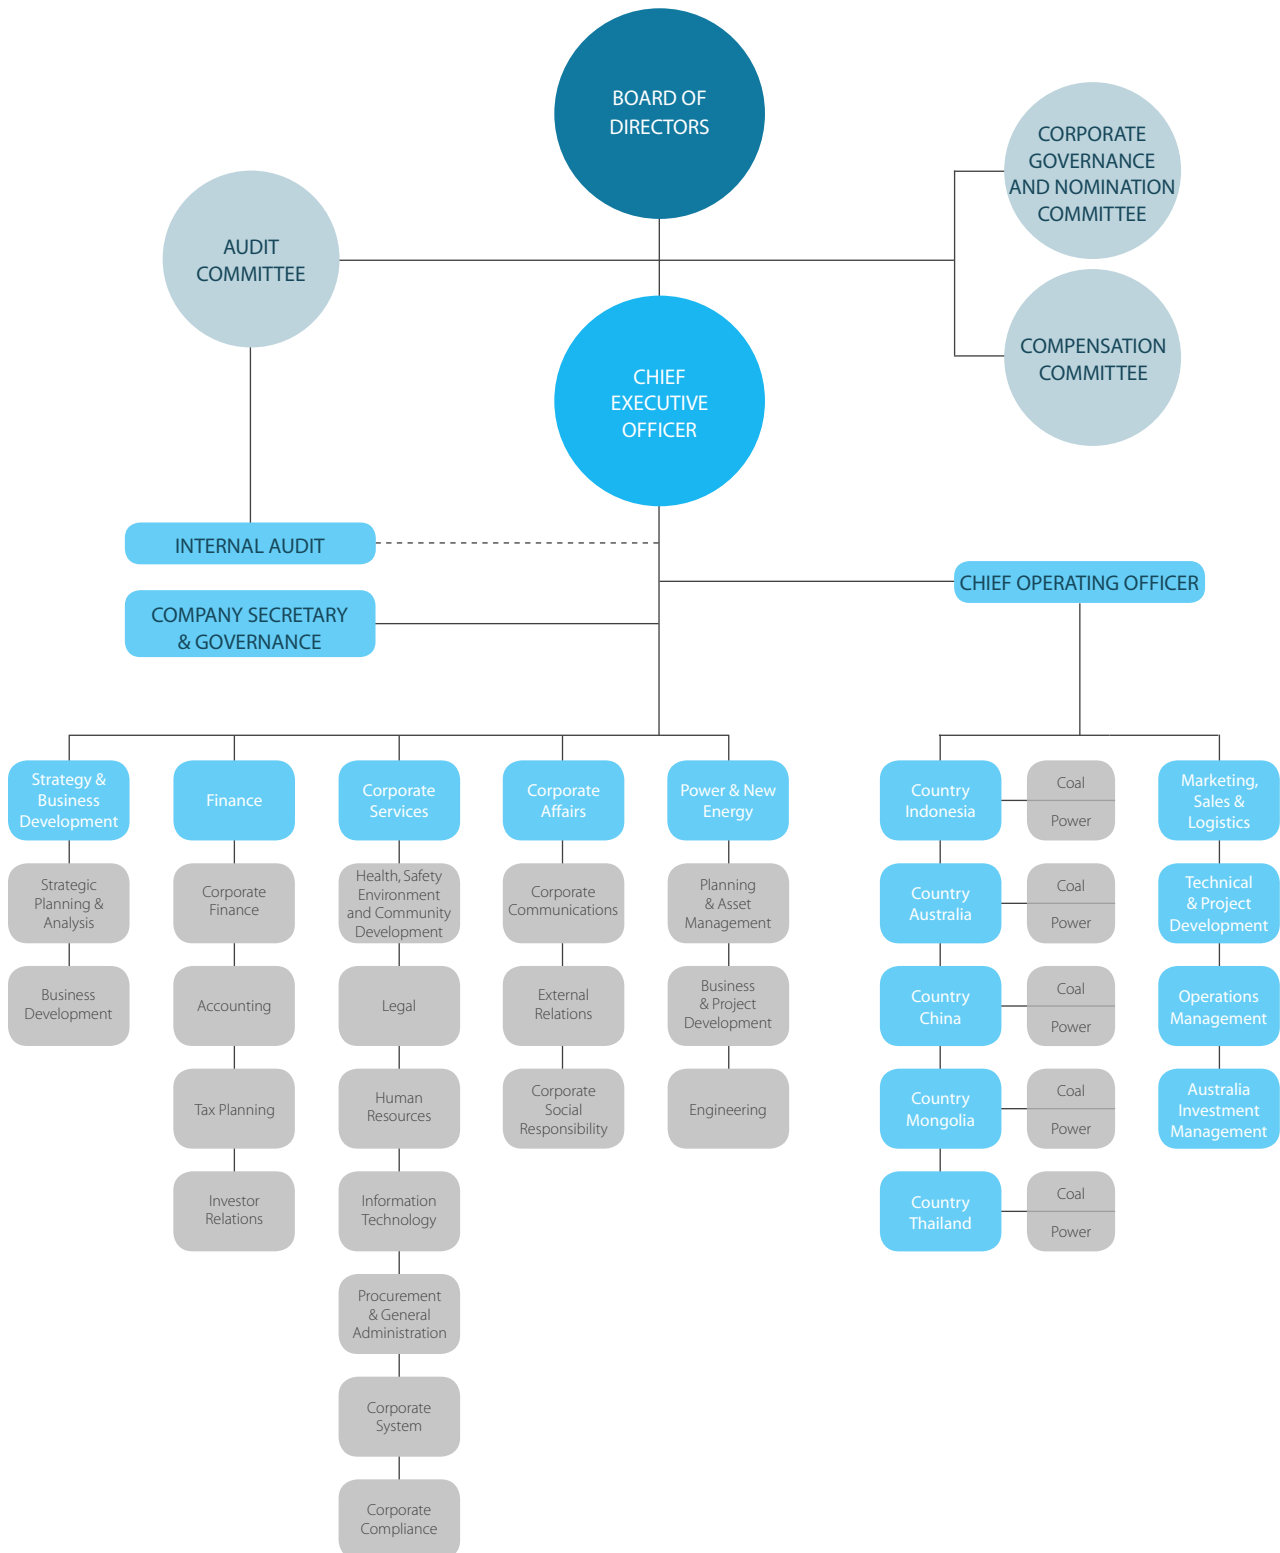 BOARD OF
DIRECTORS
CORPORATE
GOVERNANCE
AND NOMINATION
COMMITTEE
AUDIT
COMMITTEE
COMPENSATION
COMMITTEE
CHIEF
EXECUTIVE
OFFICER
INTERNAL AUDIT
CHIEF OPERATING OFFICER
COMPANY SECRETARY
& GOVERNANCE
Strategy &
Business
Development
Strategic
Planning &
Analysis
Business
Development
Finance
Corporate
Finance
Accounting
Tax Planning
Investor
Relations
Corporate
Services
Health, Safety
Environment
and Community
Development
Legal
Human
Resources
Information
Technology
Procurement
& General
Administration
Corporate
System
Corporate
Compliance
Corporate
Affairs
Corporate
Communications
External
Relations
Corporate
Social
Responsibility
Power & New
Energy
Planning
& Asset
Management
Business
& Project
Development
Engineering
Country
Indonesia
Coal
Power
Country
Australia
Coal
Power
Country
China
Coal
Power
Country
Mongolia
Coal
Power
Country
Thailand
Coal
Power
Marketing,
Sales &
Logistics
Technical
& Project
Development
Operations
Management
Australia
Investment
Management